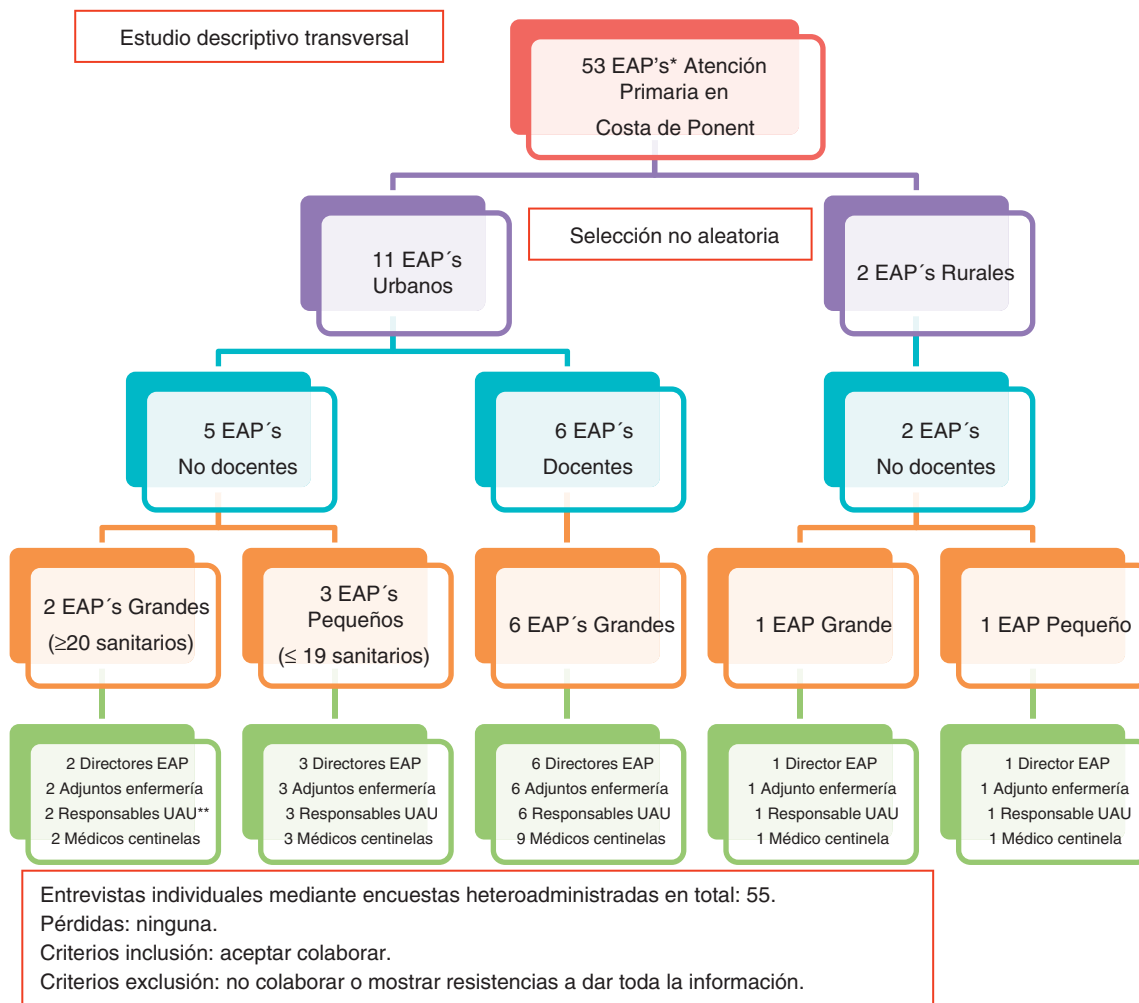 Estudio descriptivo transversal
53 EAP's* Atención
Primaria en
Costa de Ponent
Selección no aleatoria
11 EAP´s
Urbanos
2 EAP´s Rurales
5 EAP´s
No docentes
6 EAP´s
Docentes
2 EAP´s
No docentes
2 EAP´s Grandes
(≥20 sanitarios)
3 EAP´s
Pequeños
(≤ 19 sanitarios)
6 EAP´s Grandes
1 EAP Grande
1 EAP Pequeño
2 Directores EAP
2 Adjuntos enfermería
2 Responsables UAU**
2 Médicos centinelas
3 Directores EAP
3 Adjuntos enfermería
3 Responsables UAU
3 Médicos centinelas
6 Directores EAP
6 Adjuntos enfermería
6 Responsables UAU
9 Médicos centinelas
1 Director EAP
1 Adjunto enfermería
1 Responsable UAU
1 Médico centinela
1 Director EAP
1 Adjunto enfermería
1 Responsable UAU
1 Médico centinela
Entrevistas individuales mediante encuestas heteroadministradas en total: 55.
Pérdidas: ninguna.
Criterios inclusión: aceptar colaborar.
Criterios exclusión: no colaborar o mostrar resistencias a dar toda la información.